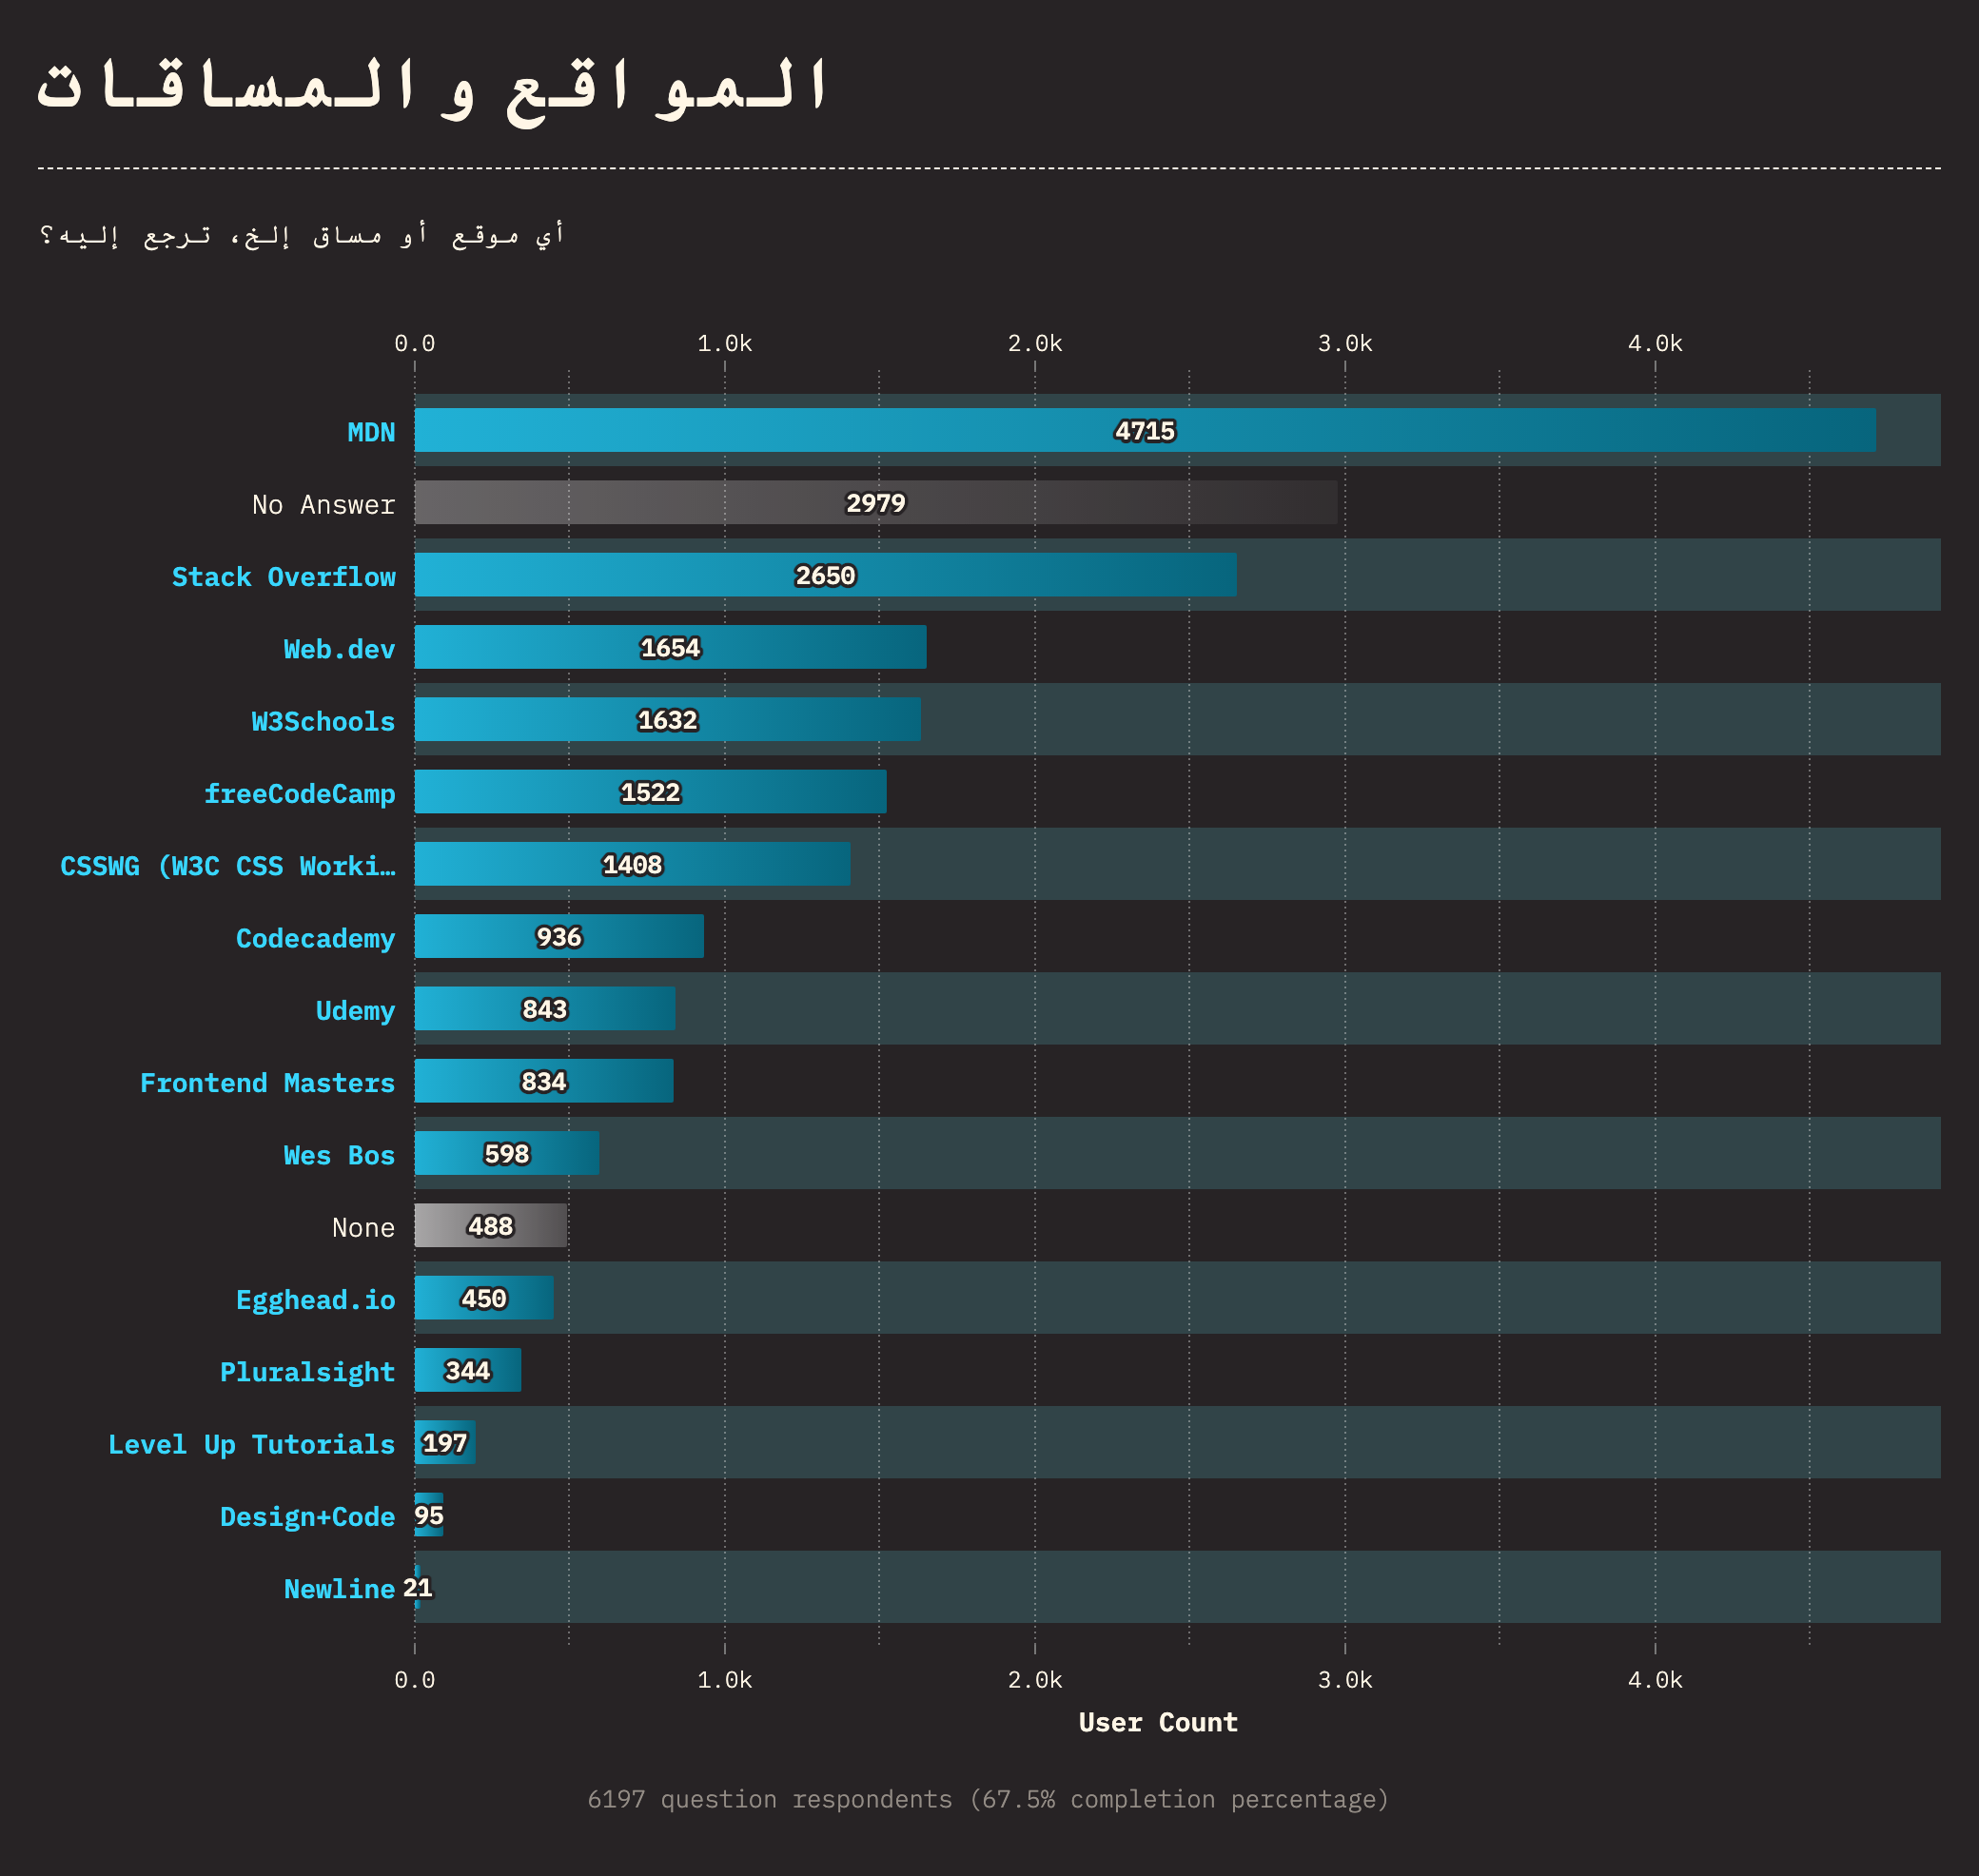 المواقع والمساقات
أي موقع أو مساق إلخ، ترجع إليه؟
0.0 1.0k 2.0k 3.0k 4.0k
MDN 4715
No Answer 2979
Stack Overflow 2650
Web.dev 1654
W3Schools 1632
freeCodeCamp 1522
CSSWG (W3C CSS Worki… 1408
Codecademy 936
Udemy 843
Frontend Masters 834
Wes Bos 598
None 488
Egghead.io 450
Pluralsight 344
Level Up Tutorials 197
Design+Code 95
Newline 21
0.0 1.0k 2.0k 3.0k 4.0k
User Count
6197 question respondents (67.5% completion percentage)